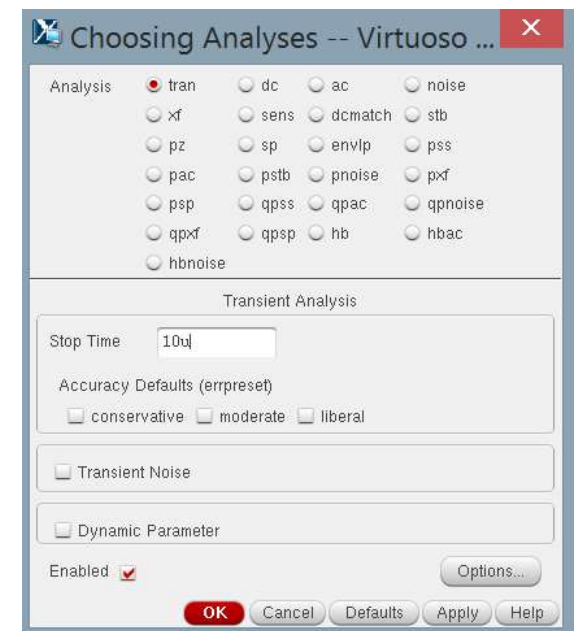 Choosing Analyses -- Virtuoso ...
Analysis tran dc ac noise
xf sens dcmatch stb
pz sp envlp pss
pac pstb pnoise pxf
psp qpss qpac qpnoise
qpxf qpsp hb hbac
hbnoise
Transient Analysis
Stop Time 10u
Accuracy Defaults (errpreset)
conservative moderate liberal
Transient Noise
Dynamic Parameter
Enabled Options...
OK Cancel Defaults Apply Help